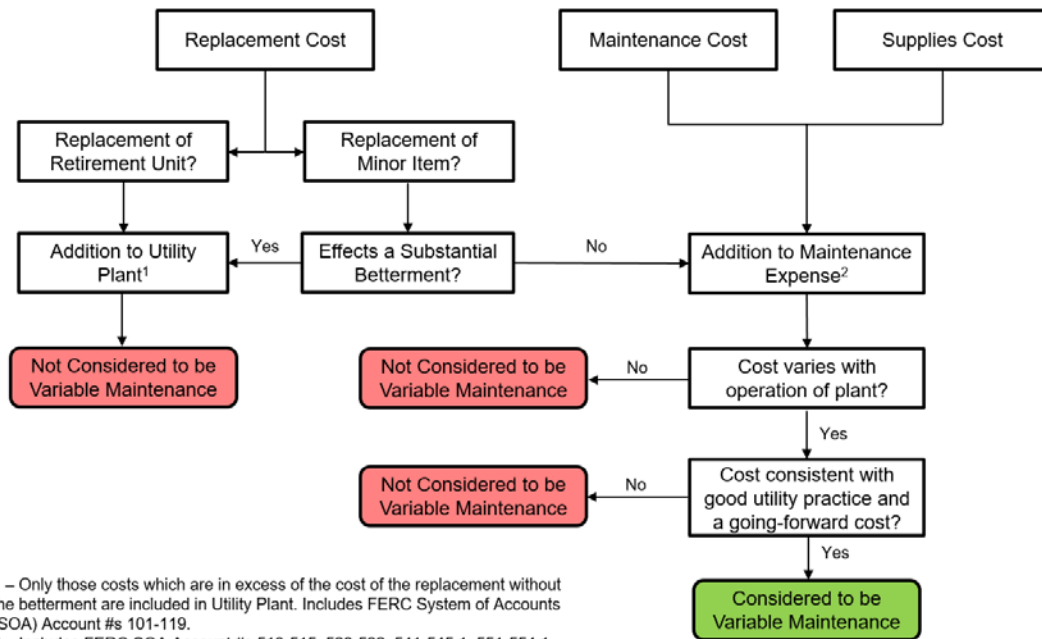 Replacement Cost
Maintenance Cost
Supplies Cost
Replacement of
Retirement Unit?
Replacement of
Minor Item?
Addition to Utility
Plant¹
Yes
Effects a Substantial
Betterment?
No
Addition to Maintenance
Expense²
Not Considered to be
Variable Maintenance
Not Considered to be
Variable Maintenance
No
Cost varies with
operation of plant?
Yes
Not Considered to be
Variable Maintenance
No
Cost consistent with
good utility practice and
a going-forward cost?
Yes
Considered to be
Variable Maintenance
– Only those costs which are in excess of the cost of the replacement without
betterment are included in Utility Plant. Includes FERC System of Accounts
SOA) Account #s 101-119.